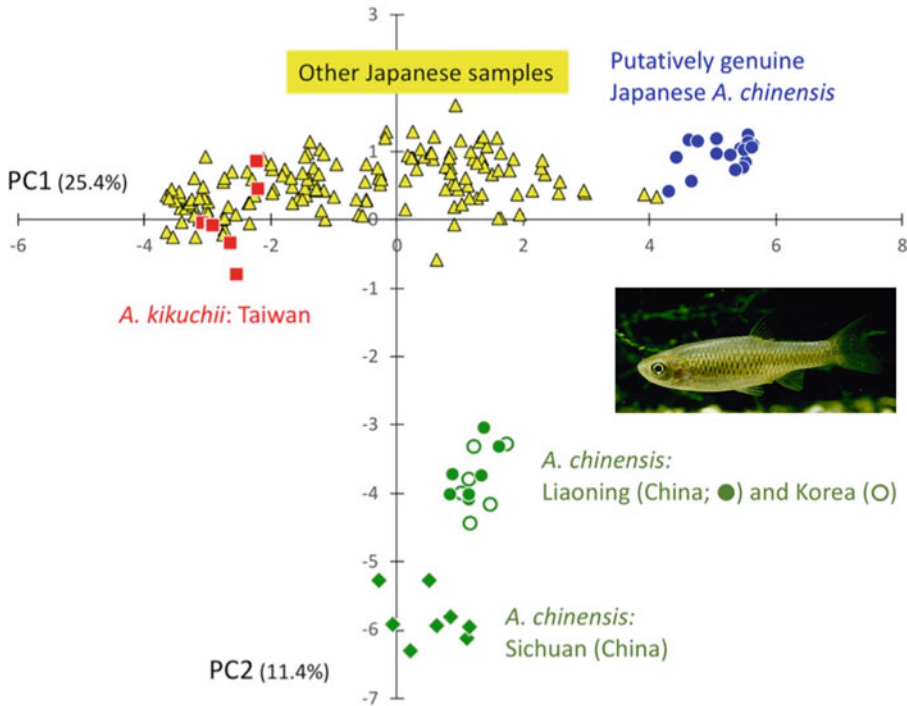 3
Other Japanese samples
Putatively genuine
Japanese A. chinensis
2
1
PC1 (25.4%)
0
-6
-4
-2
0
2
4
6
8
-1
A. kikuchii: Taiwan
-2
-3
A. chinensis:
Liaoning (China; ●) and Korea (○)
-4
-5
A. chinensis:
Sichuan (China)
-6
PC2 (11.4%)
-7